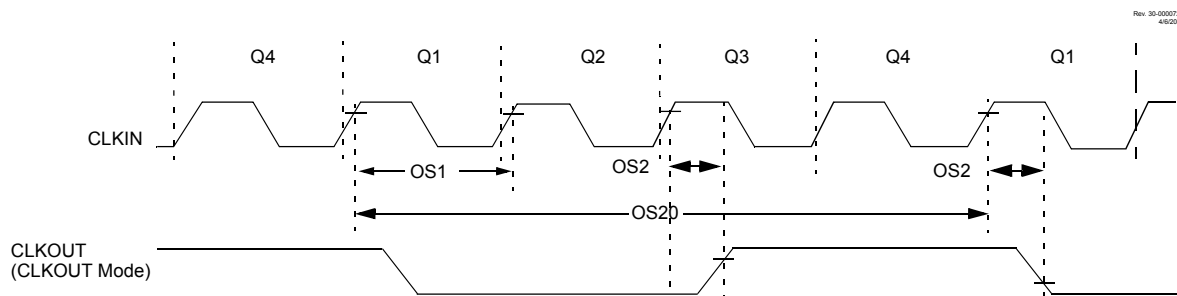 Rev. 30-00007
4/6/20
Q4 Q1 Q2 Q3 Q4 Q1
CLKIN
OS1 OS2 OS2
OS20
CLKOUT
(CLKOUT Mode)